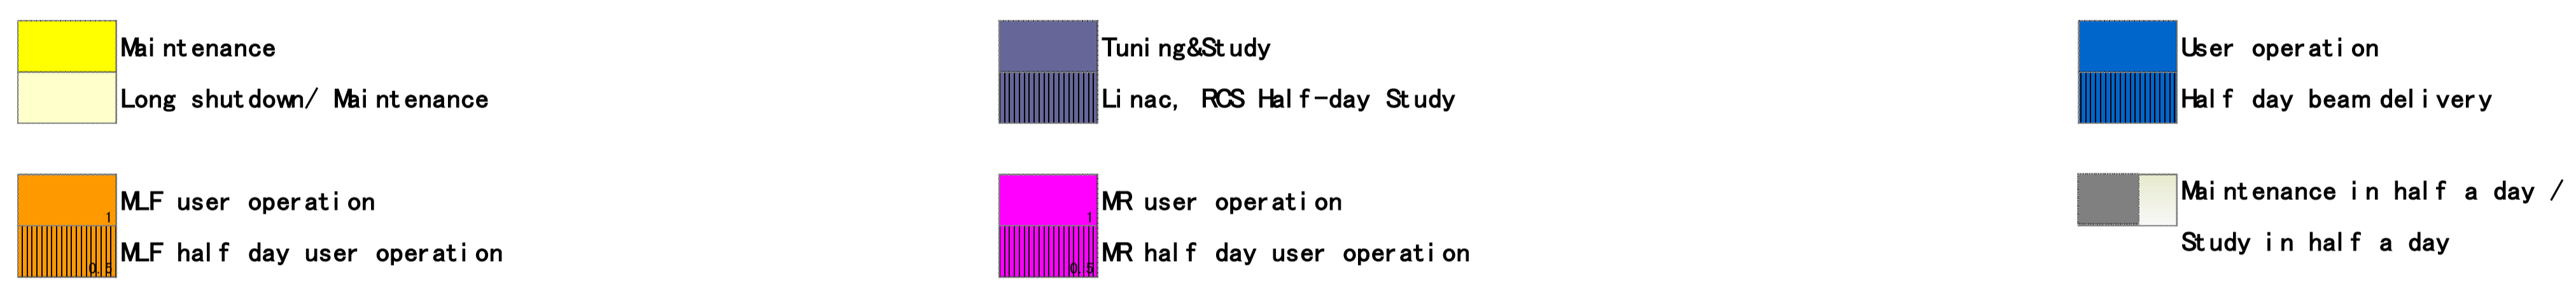 Maintenance
Long shutdown/ Maintenance
Tuning&Study
Linac, RCS Half-day Study
User operation
Half day beam delivery
1
MLF user operation
0.5
MLF half day user operation
1
MR user operation
0.5
MR half day user operation
Maintenance in half a day /
Study in half a day